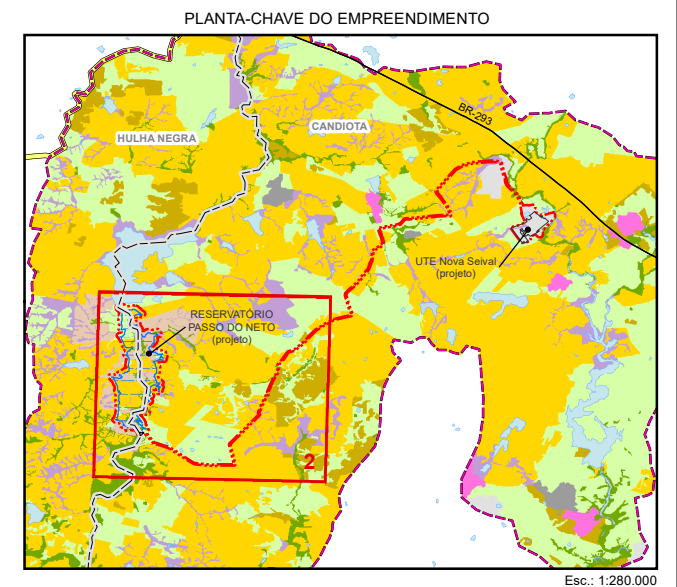 PLANTA-CHAVE DO EMPREENDIMENTO
BR-293
CANDIOTA
HULHA NEGRA
UTE Nova Seival
(projeto)
RESERVATÓRIO
PASSO DO NETO
(projeto)
2
Esc.: 1:280.000